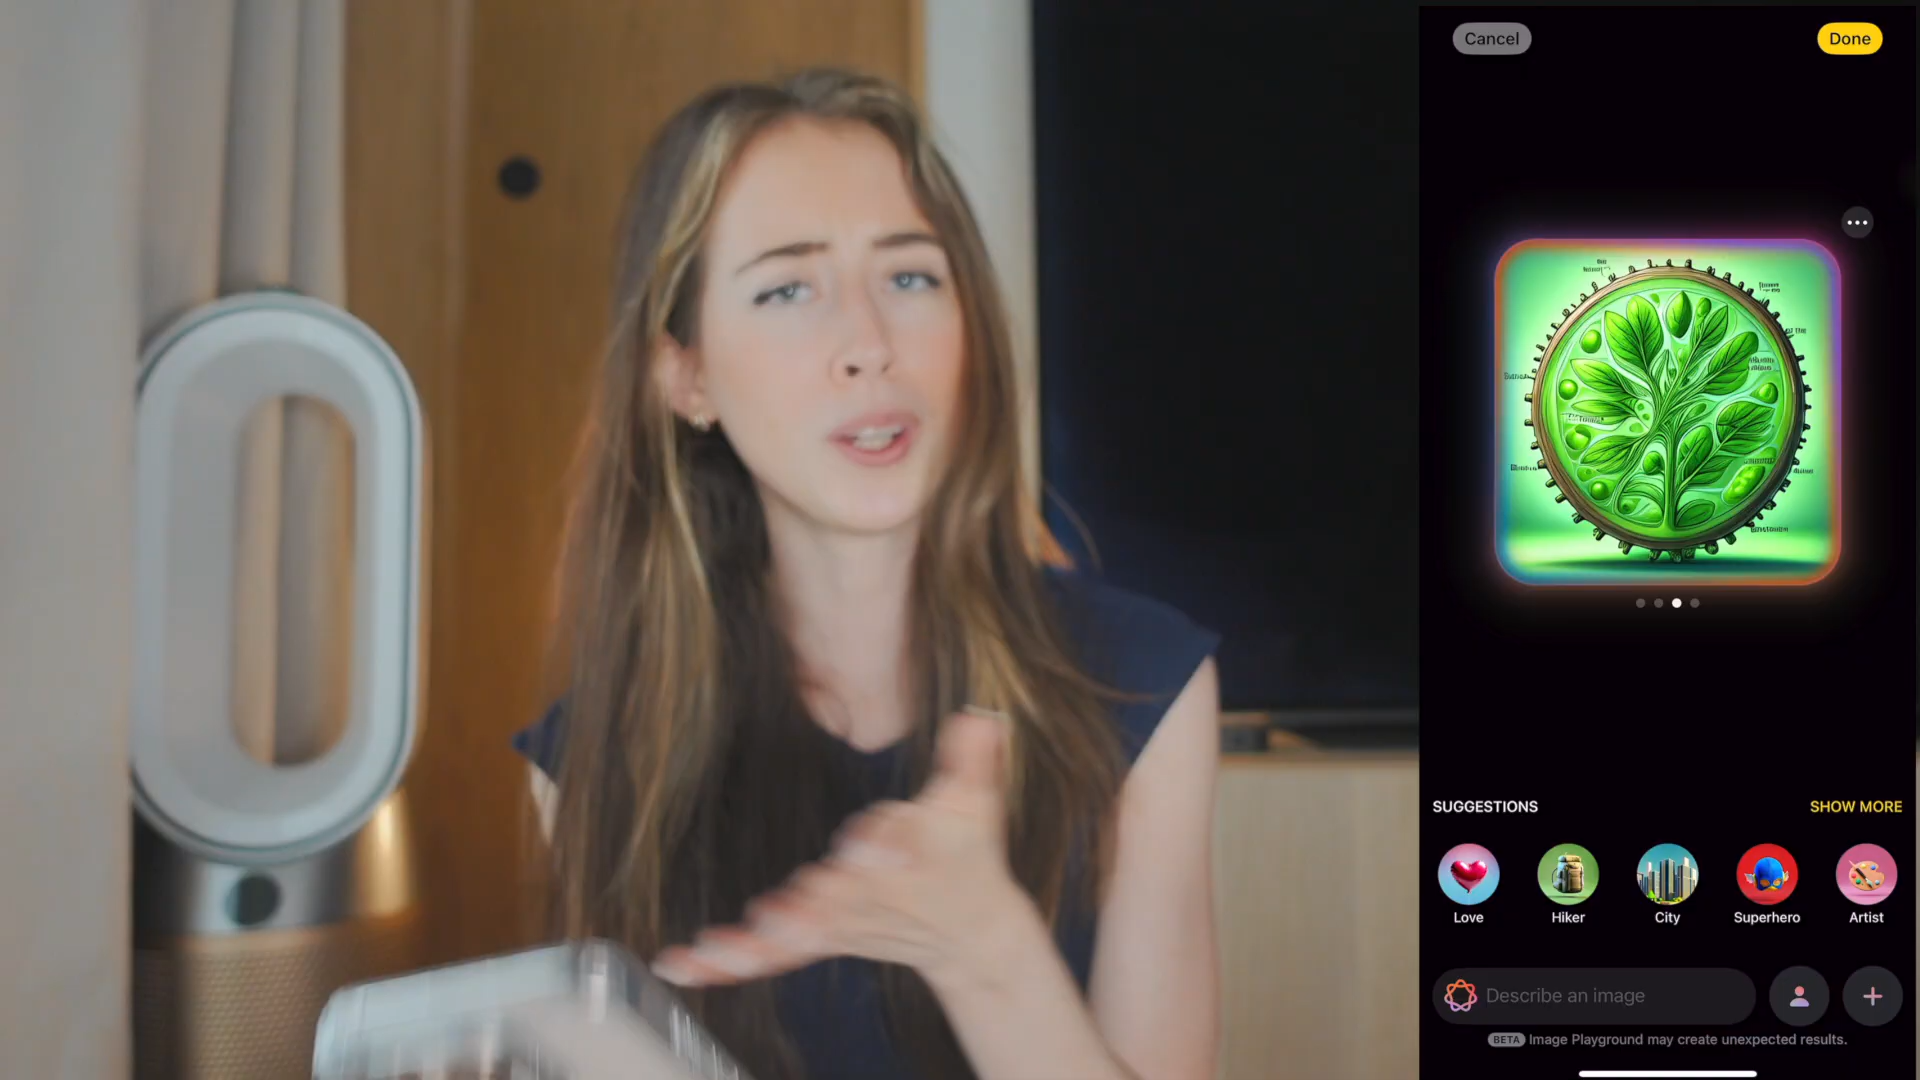 Cancel
Done
SUGGESTIONS
SHOW MORE
Love
Hiker
City
Superhero
Artist
Describe an image
BETA Image Playground may create unexpected results.